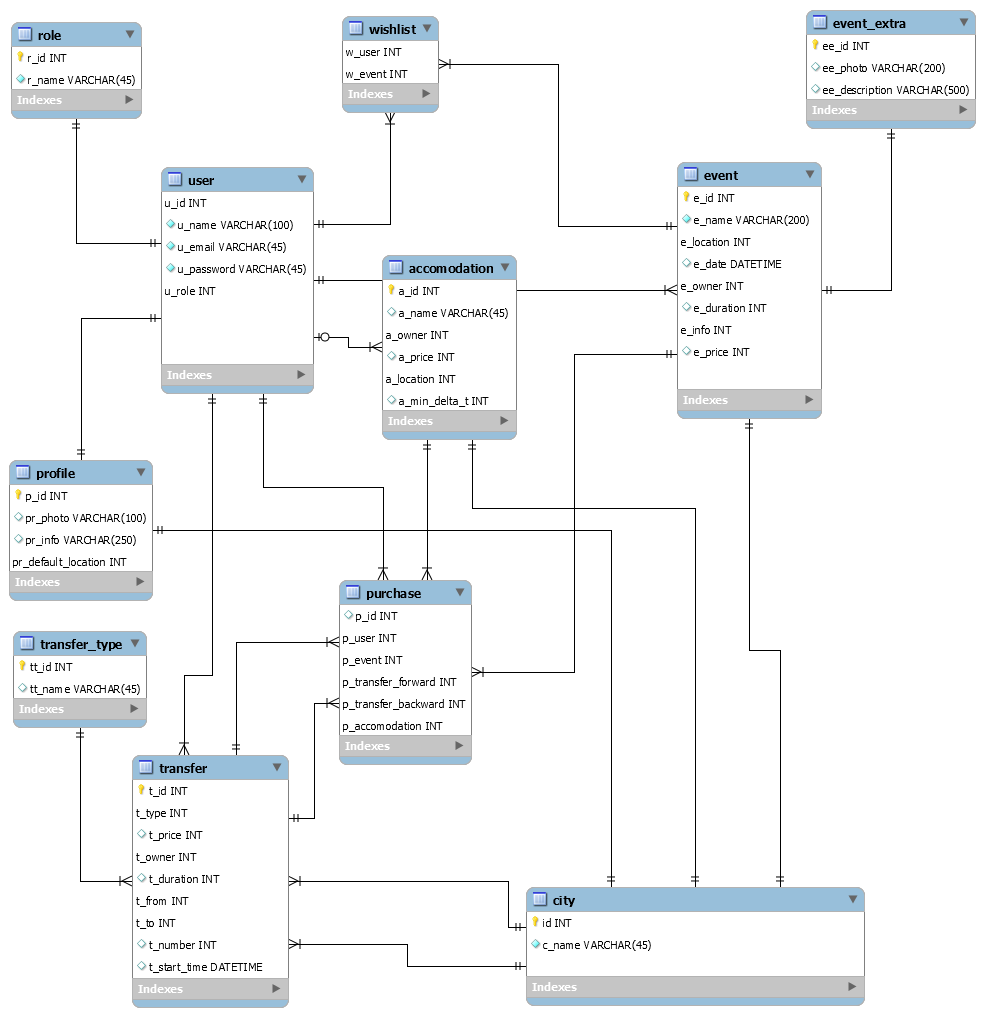 role
r_id INT
r_name VARCHAR(45)
Indexes
wishlist
w_user INT
w_event INT
Indexes
event_extra
ee_id INT
ee_photo VARCHAR(200)
ee_description VARCHAR(500)
Indexes
user
u_id INT
u_name VARCHAR(100)
u_email VARCHAR(45)
u_password VARCHAR(45)
u_role INT
Indexes
accomodation
a_id INT
a_name VARCHAR(45)
a_owner INT
a_price INT
a_location INT
a_min_delta_t INT
Indexes
event
e_id INT
e_name VARCHAR(200)
e_location INT
e_date DATETIME
e_owner INT
e_duration INT
e_info INT
e_price INT
Indexes
profile
p_id INT
pr_photo VARCHAR(100)
pr_info VARCHAR(250)
pr_default_location INT
Indexes
purchase
p_id INT
p_user INT
p_event INT
p_transfer_forward INT
p_transfer_backward INT
p_accomodation INT
Indexes
transfer_type
tt_id INT
tt_name VARCHAR(45)
Indexes
transfer
t_id INT
t_type INT
t_price INT
t_owner INT
t_duration INT
t_from INT
t_to INT
t_number INT
t_start_time DATETIME
Indexes
city
id INT
c_name VARCHAR(45)
Indexes